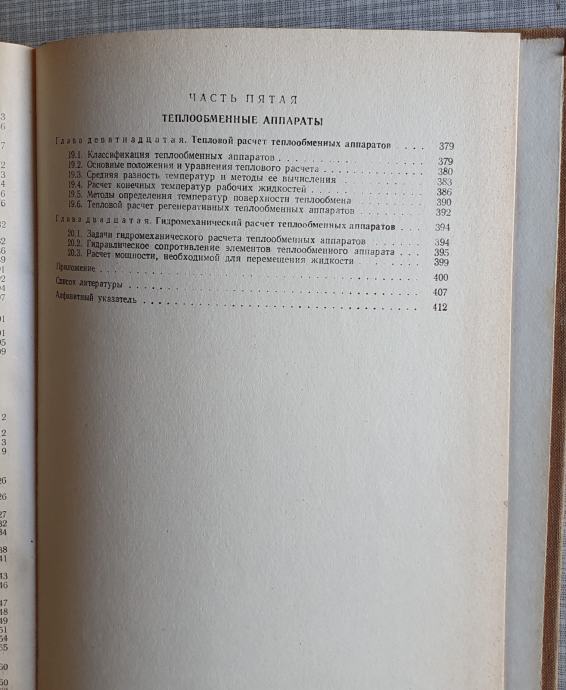 ЧАСТЬ ПЯТАЯ
ТЕПЛООБМЕННЫЕ АППАРАТЫ
Глава девятнадцатая. Тепловой расчет теплообменных аппаратов . . . . 379
19.1. Классификация теплообменных аппаратов . . . . . . . . . . . . 379
19.2. Основные положения и уравнения теплового расчета . . . . . . . . 380
19.3. Средняя разность температур и методы ее вычисления . . . . . . . 383
19.4. Расчет конечных температур рабочих жидкостей . . . . . . . . . 386
19.5. Методы определения температур поверхности теплообмена . . . . . 390
19.6. Тепловой расчет регенеративных теплообменных аппаратов . . . . . 392
Глава двадцатая. Гидромеханический расчет теплообменных аппаратов . . 394
20.1. Задачи гидромеханического расчета теплообменных аппаратов . . . . 394
20.2. Гидравлическое сопротивление элементов теплообменного аппарата . . . 395
20.3. Расчет мощности, необходимой для перемещения жидкости . . . . . 399
Приложение . . . . . . . . . . . . . . . . . . . . . . . . 400
Список литературы . . . . . . . . . . . . . . . . . . . . . . 407
Алфавитный указатель . . . . . . . . . . . . . . . . . . . . . 412